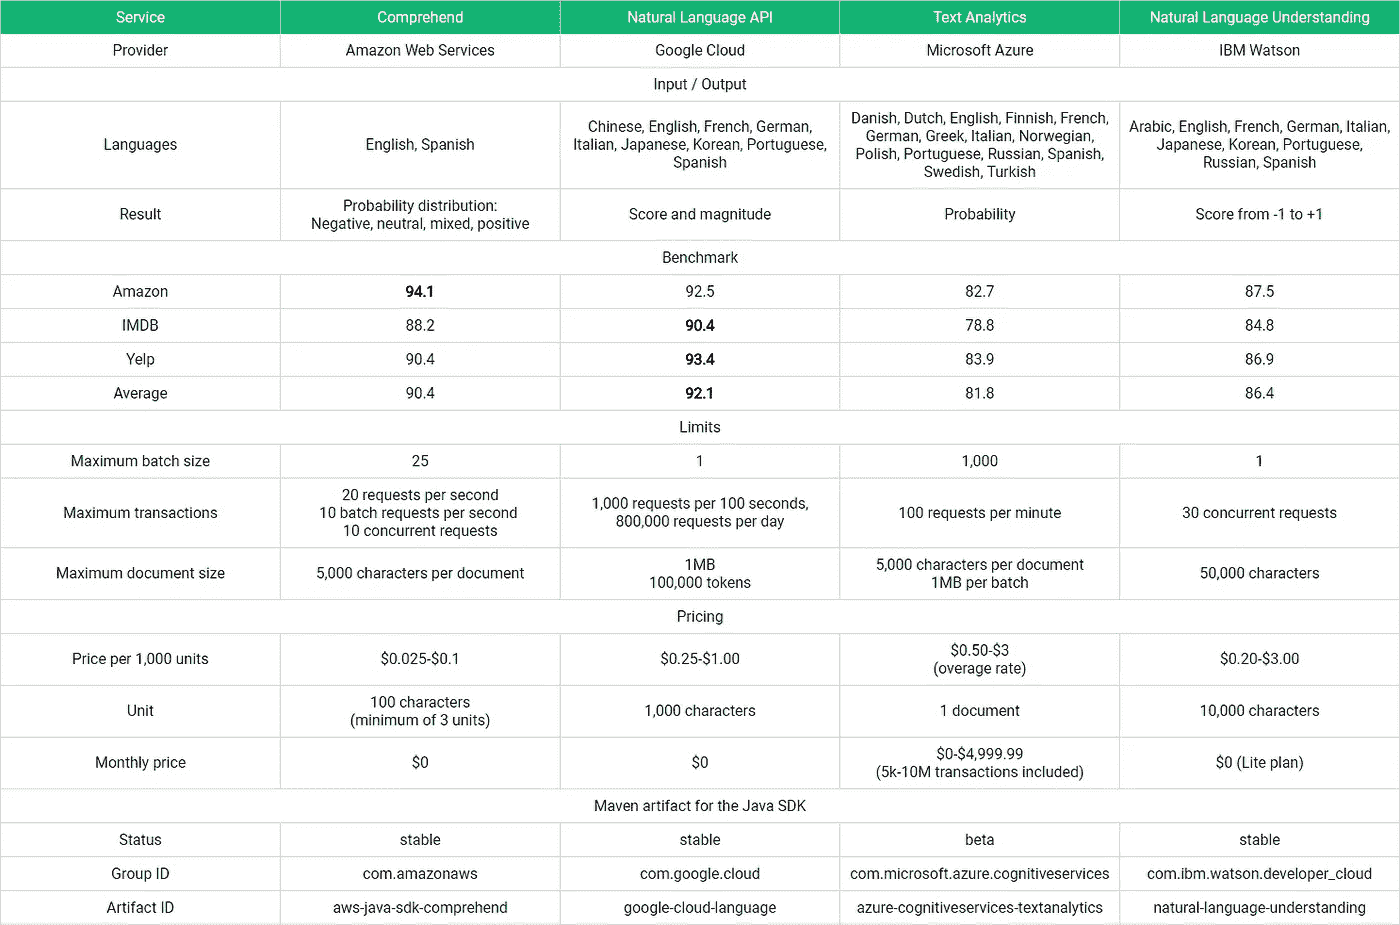 Service Comprehend Natural Language API Text Analytics Natural Language Understanding
Provider Amazon Web Services Google Cloud Microsoft Azure IBM Watson
Input / Output
Languages
English, Spanish
Chinese, English, French, German,
Italian, Japanese, Korean, Portuguese,
Spanish
Danish, Dutch, English, Finnish, French,
German, Greek, Italian, Norwegian,
Polish, Portuguese, Russian, Spanish,
Swedish, Turkish
Arabic, English, French, German, Italian,
Japanese, Korean, Portuguese,
Russian, Spanish
Result
Probability distribution:
Negative, neutral, mixed, positive
Score and magnitude
Probability
Score from -1 to +1
Benchmark
Amazon 94.1 92.5 82.7 87.5
IMDB 88.2 90.4 78.8 84.8
Yelp 90.4 93.4 83.9 86.9
Average 90.4 92.1 81.8 86.4
Limits
Maximum batch size 25 1 1,000 1
Maximum transactions
20 requests per second
10 batch requests per second
10 concurrent requests
1,000 requests per 100 seconds,
800,000 requests per day
100 requests per minute
30 concurrent requests
Maximum document size
5,000 characters per document
1MB
100,000 tokens
5,000 characters per document
1MB per batch
50,000 characters
Pricing
Price per 1,000 units
$0.025-$0.1
$0.25-$1.00
$0.50-$3
(overage rate)
$0.20-$3.00
Unit
100 characters
(minimum of 3 units)
1,000 characters
1 document
10,000 characters
Monthly price
$0
$0
$0-$4,999.99
(5k-10M transactions included)
$0 (Lite plan)
Maven artifact for the Java SDK
Status stable stable beta stable
Group ID com.amazonaws com.google.cloud com.microsoft.azure.cognitiveservices com.ibm.watson.developer_cloud
Artifact ID aws-java-sdk-comprehend google-cloud-language azure-cognitiveservices-textanalytics natural-language-understanding